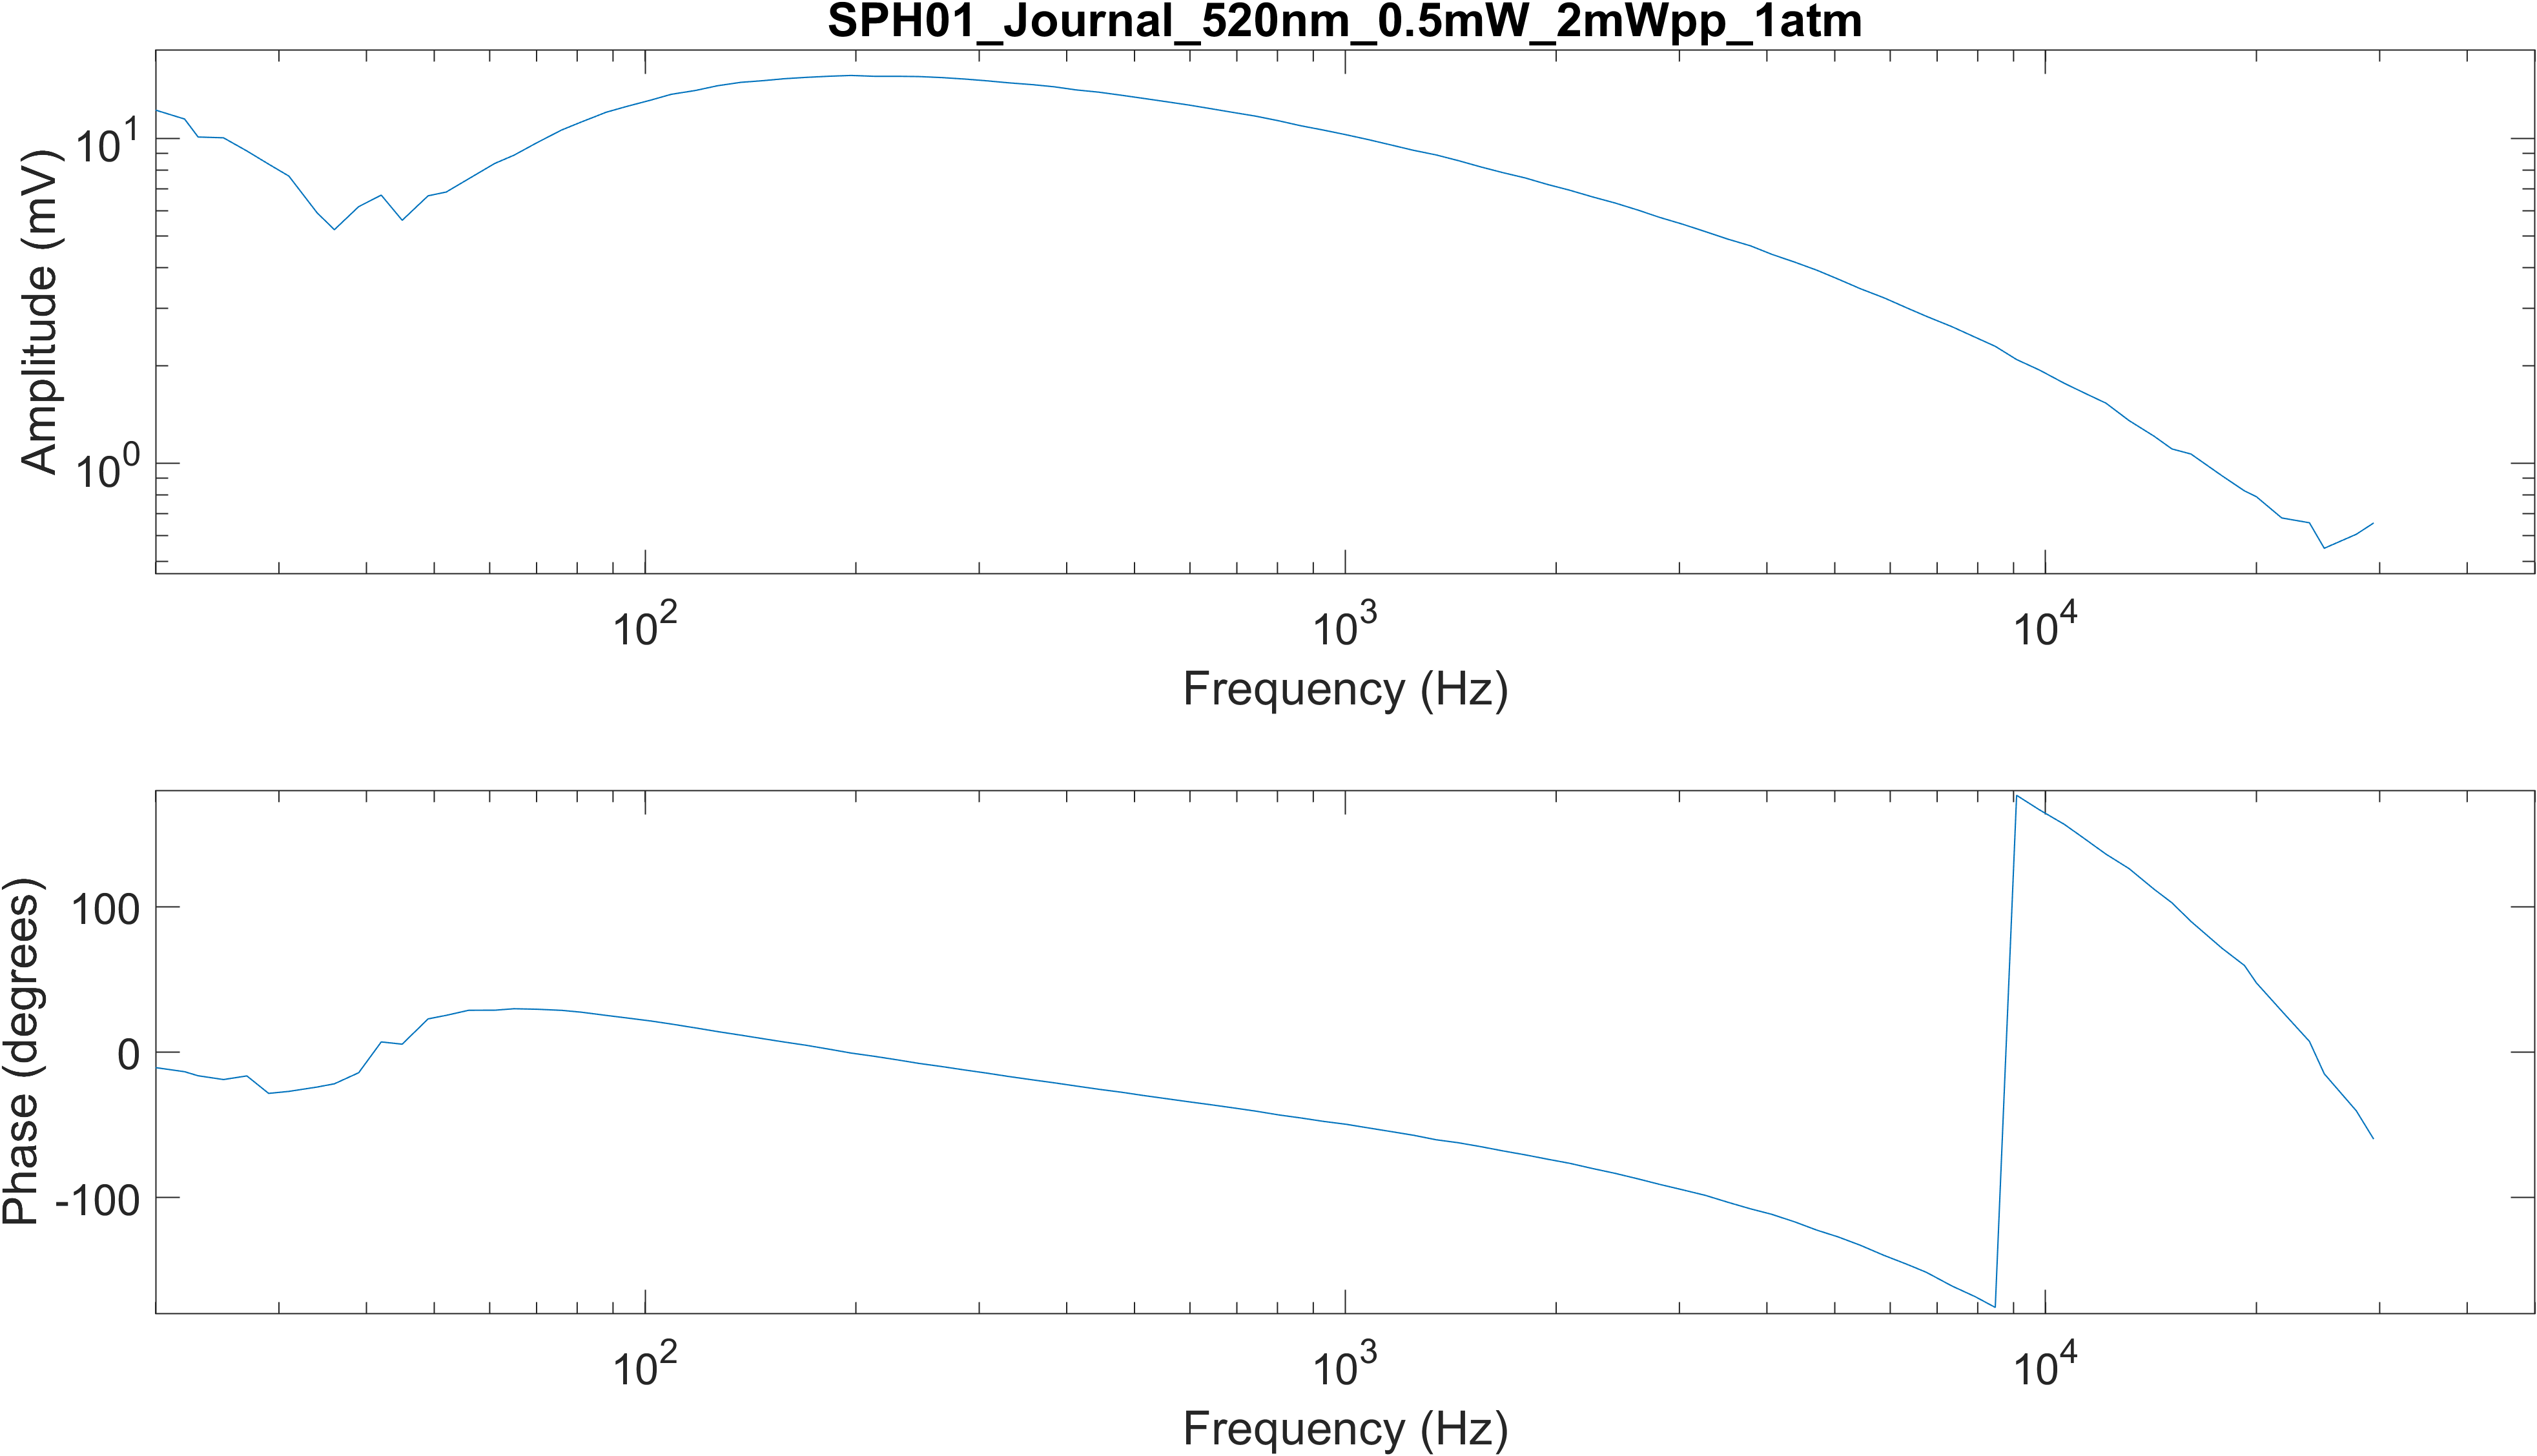 SPH01_Journal_520nm_0.5mW_2mWpp_1atm
Amplitude (mV)
10^1
10^0
10^2
10^3
10^4
Frequency (Hz)
Phase (degrees)
100
0
-100
10^2
10^3
10^4
Frequency (Hz)